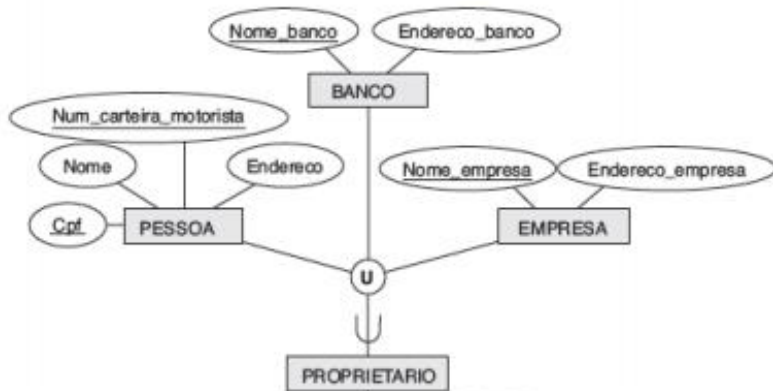 Nome_banco
Endereco_banco
BANCO
Num_carteira_motorista
Nome
Endereco
Nome_empresa
Endereco_empresa
Cpf
PESSOA
EMPRESA
U
PROPRIETARIO